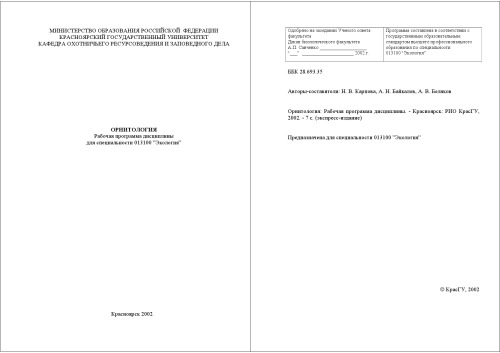 МИНИСТЕРСТВО ОБРАЗОВАНИЯ РОССИЙСКОЙ ФЕДЕРАЦИИ
КРАСНОЯРСКИЙ ГОСУДАРСТВЕННЫЙ УНИВЕРСИТЕТ
КАФЕДРА ОХОТНИЧЬЕГО РЕСУРСОВЕДЕНИЯ И ЗАПОВЕДНОГО ДЕЛА
ОРНИТОЛОГИЯ
Рабочая программа дисциплины
для специальности 013100 "Экология"
Красноярск 2002
Одобрено на заседании Ученого совета
факультета
Декан биологического факультета
А.П. Савченко ____________________
"___" ____________________ 2002 г.
Программа составлена в соответствии с
государственным образовательным
стандартом высшего профессионального
образования по специальности
013100 "Экология"
ББК 28.693.35
Авторы-составители: Н. В. Карпова, А. Н. Байкалов, А. В. Беляков
Орнитология: Рабочая программа дисциплины. - Красноярск: РИО КрасГУ,
2002. - 7 с. (экспресс-издание)
Предназначена для специальности 013100 "Экология"
© КрасГУ, 2002